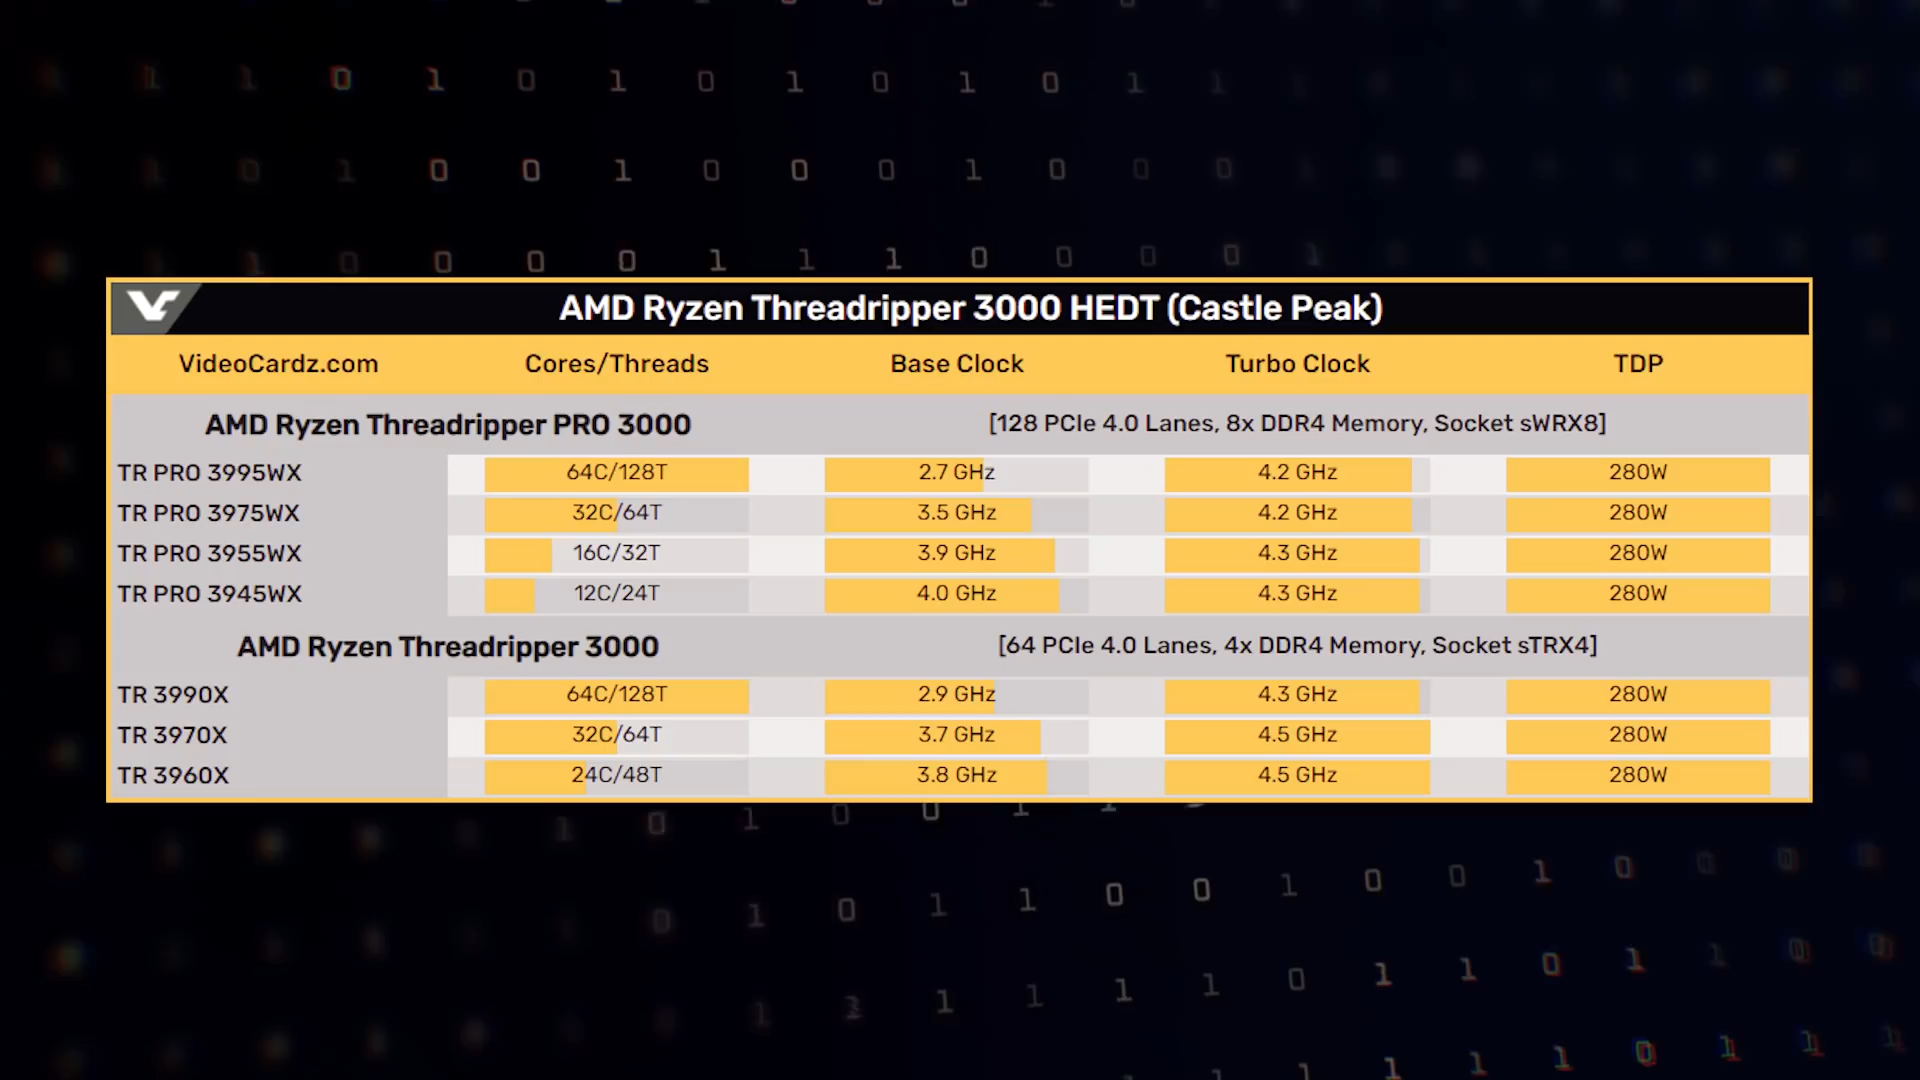 AMD Ryzen Threadripper 3000 HEDT (Castle Peak)
VideoCardz.com Cores/Threads Base Clock Turbo Clock TDP
AMD Ryzen Threadripper PRO 3000 [128 PCIe 4.0 Lanes, 8x DDR4 Memory, Socket sWRX8]
TR PRO 3995WX 64C/128T 2.7 GHz 4.2 GHz 280W
TR PRO 3975WX 32C/64T 3.5 GHz 4.2 GHz 280W
TR PRO 3955WX 16C/32T 3.9 GHz 4.3 GHz 280W
TR PRO 3945WX 12C/24T 4.0 GHz 4.3 GHz 280W
AMD Ryzen Threadripper 3000 [64 PCIe 4.0 Lanes, 4x DDR4 Memory, Socket sTRX4]
TR 3990X 64C/128T 2.9 GHz 4.3 GHz 280W
TR 3970X 32C/64T 3.7 GHz 4.5 GHz 280W
TR 3960X 24C/48T 3.8 GHz 4.5 GHz 280W